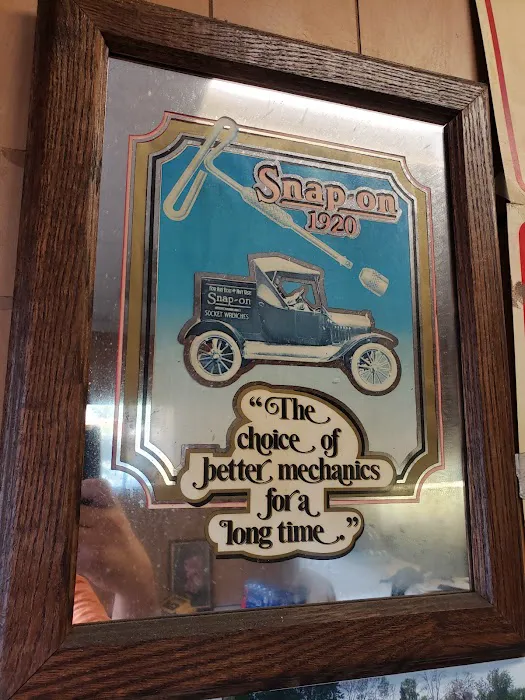 Snap-on
1920
Snap-on
SOCKET WRENCHES
"The
choice of
better mechanics
for a
long time."